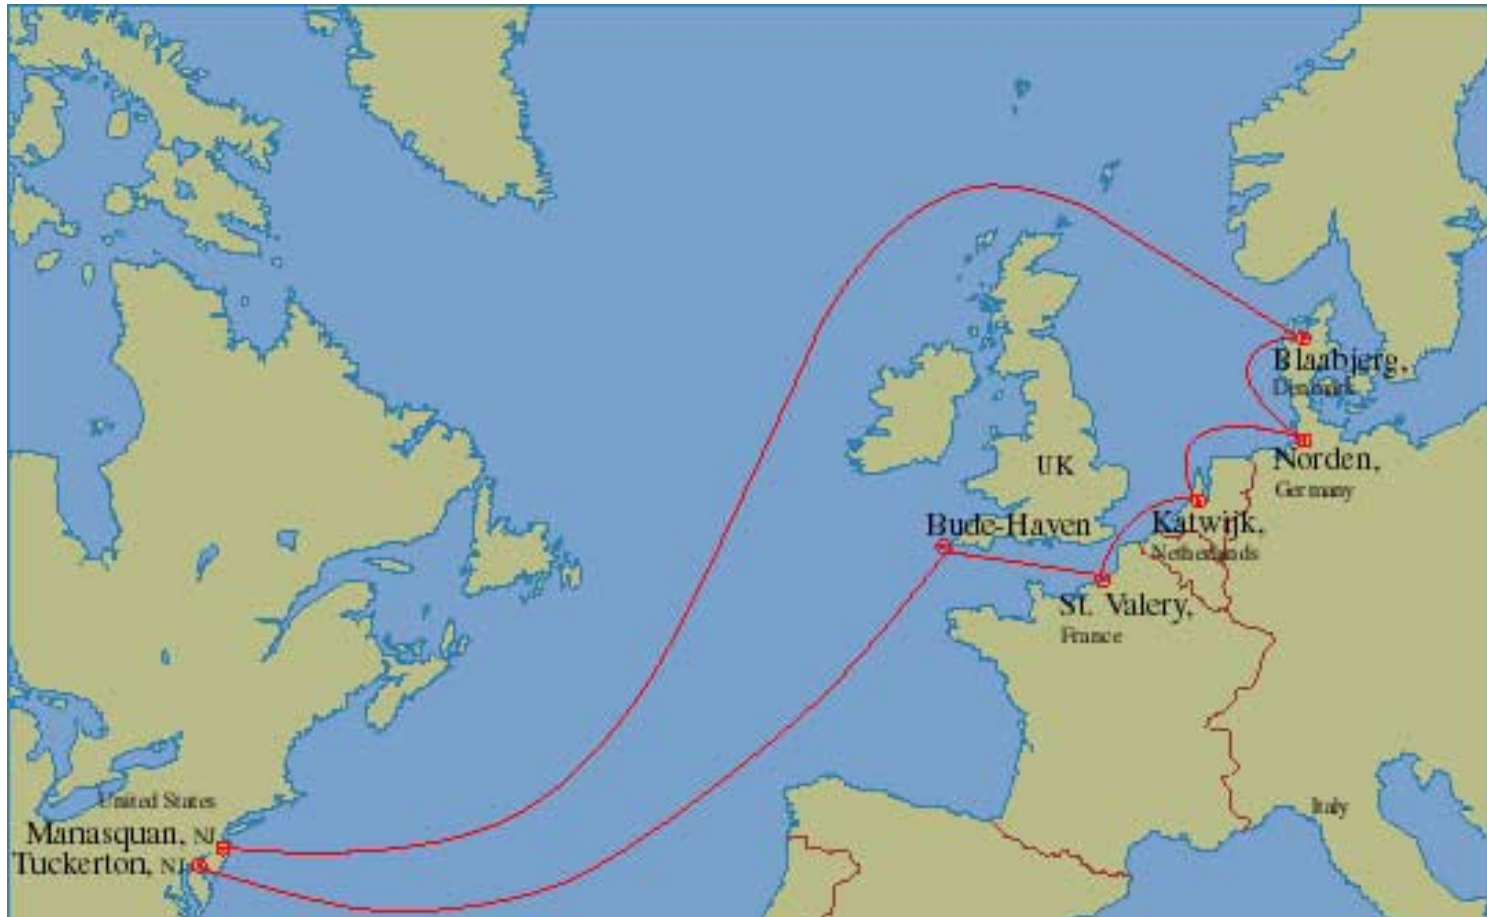 Blaabjerg,
Denmark
UK
Norden,
Germany
Bude-Haven
Katwijk,
Netherlands
St. Valery,
France
United States
Italy
Manasquan, NJ
Tuckerton, NJ